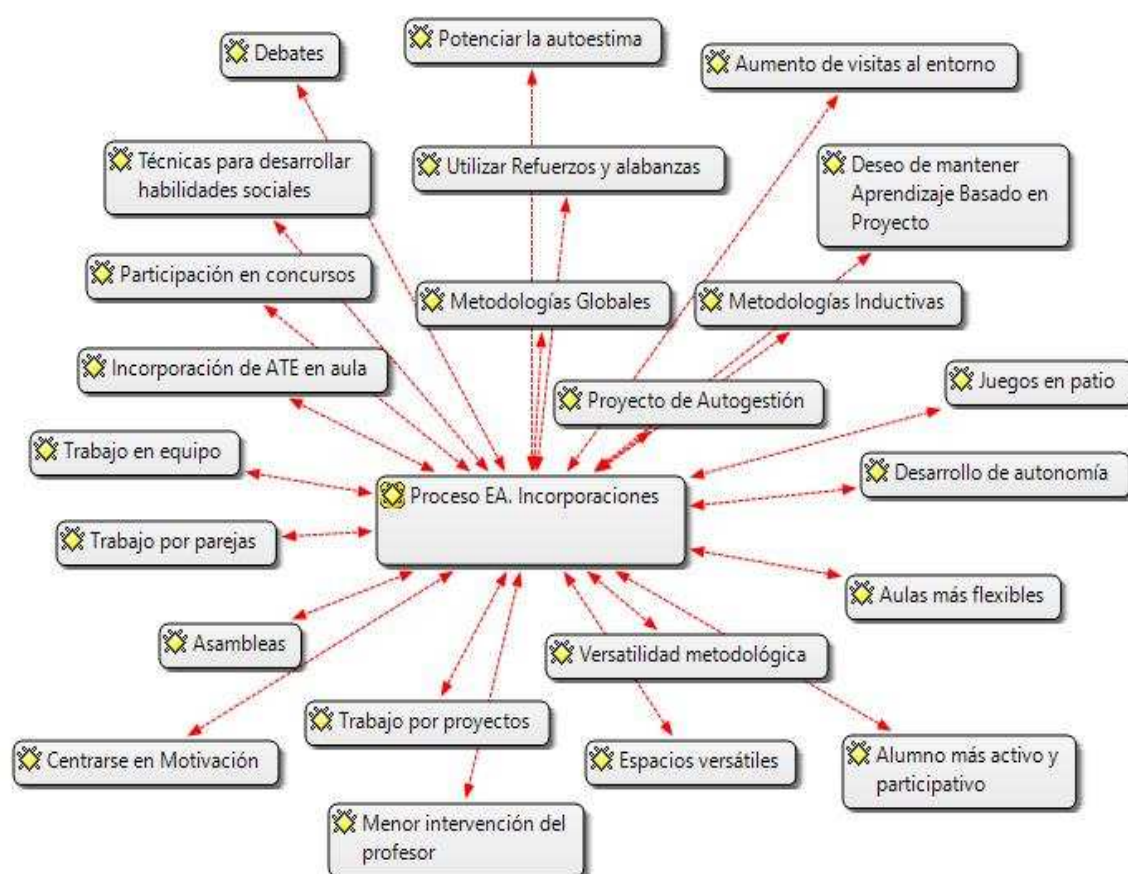 Potenciar la autoestima
Debates
Aumento de visitas al entorno
Técnicas para desarrollar
habilidades sociales
Utilizar Refuerzos y alabanzas
Deseo de mantener
Aprendizaje Basado en
Proyecto
Participación en concursos
Metodologías Globales
Metodologías Inductivas
Incorporación de ATE en aula
Proyecto de Autogestión
Juegos en patio
Trabajo en equipo
Desarrollo de autonomía
Proceso EA. Incorporaciones
Trabajo por parejas
Aulas más flexibles
Asambleas
Versatilidad metodológica
Trabajo por proyectos
Centrarse en Motivación
Espacios versátiles
Alumno más activo y
participativo
Menor intervención del
profesor